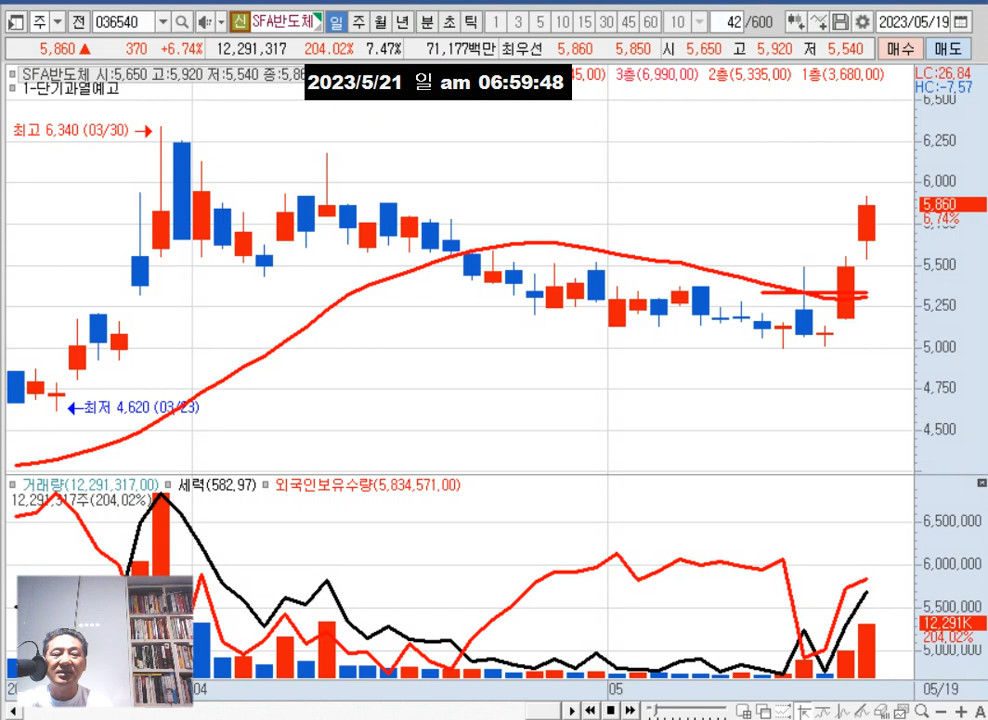 주 전 036540 신 SFA반도체 일 주 월 년 분 초 틱 1 3 5 10 15 20 30 45 60 10 42 /600 2023/05/19
5,860 ▲ 370 +6.74% 12,291,317 204.02% 7.47% 71,177백만 최우선 5,860 5,850 시 5,650 고 5,920 저 5,540 매수 매도
SFA반도체 시:5,650 고:5,920 저:5,540 종:5,86
2023/5/21 일 am 06:59:48
45,00) 3층(6,990,00) 2층(5,335,00) 1층(3,680,00)
LC:26,84
1-단기과열예고
HC:-7,57
6,500
최고 6,340 (03/30)
6,250
6,000
5,860
6,74%
5,750
5,500
5,250
5,000
4,750
최저 4,620 (03/23)
4,500
거래량(12,291,317,00) 세력(582,97) 외국인보유수량(5,834,571,00)
12,291,317주(204,02%)
6,500,000
6,000,000
5,500,000
12,291K
204,02%
5,000,000
04 05 05/19
A